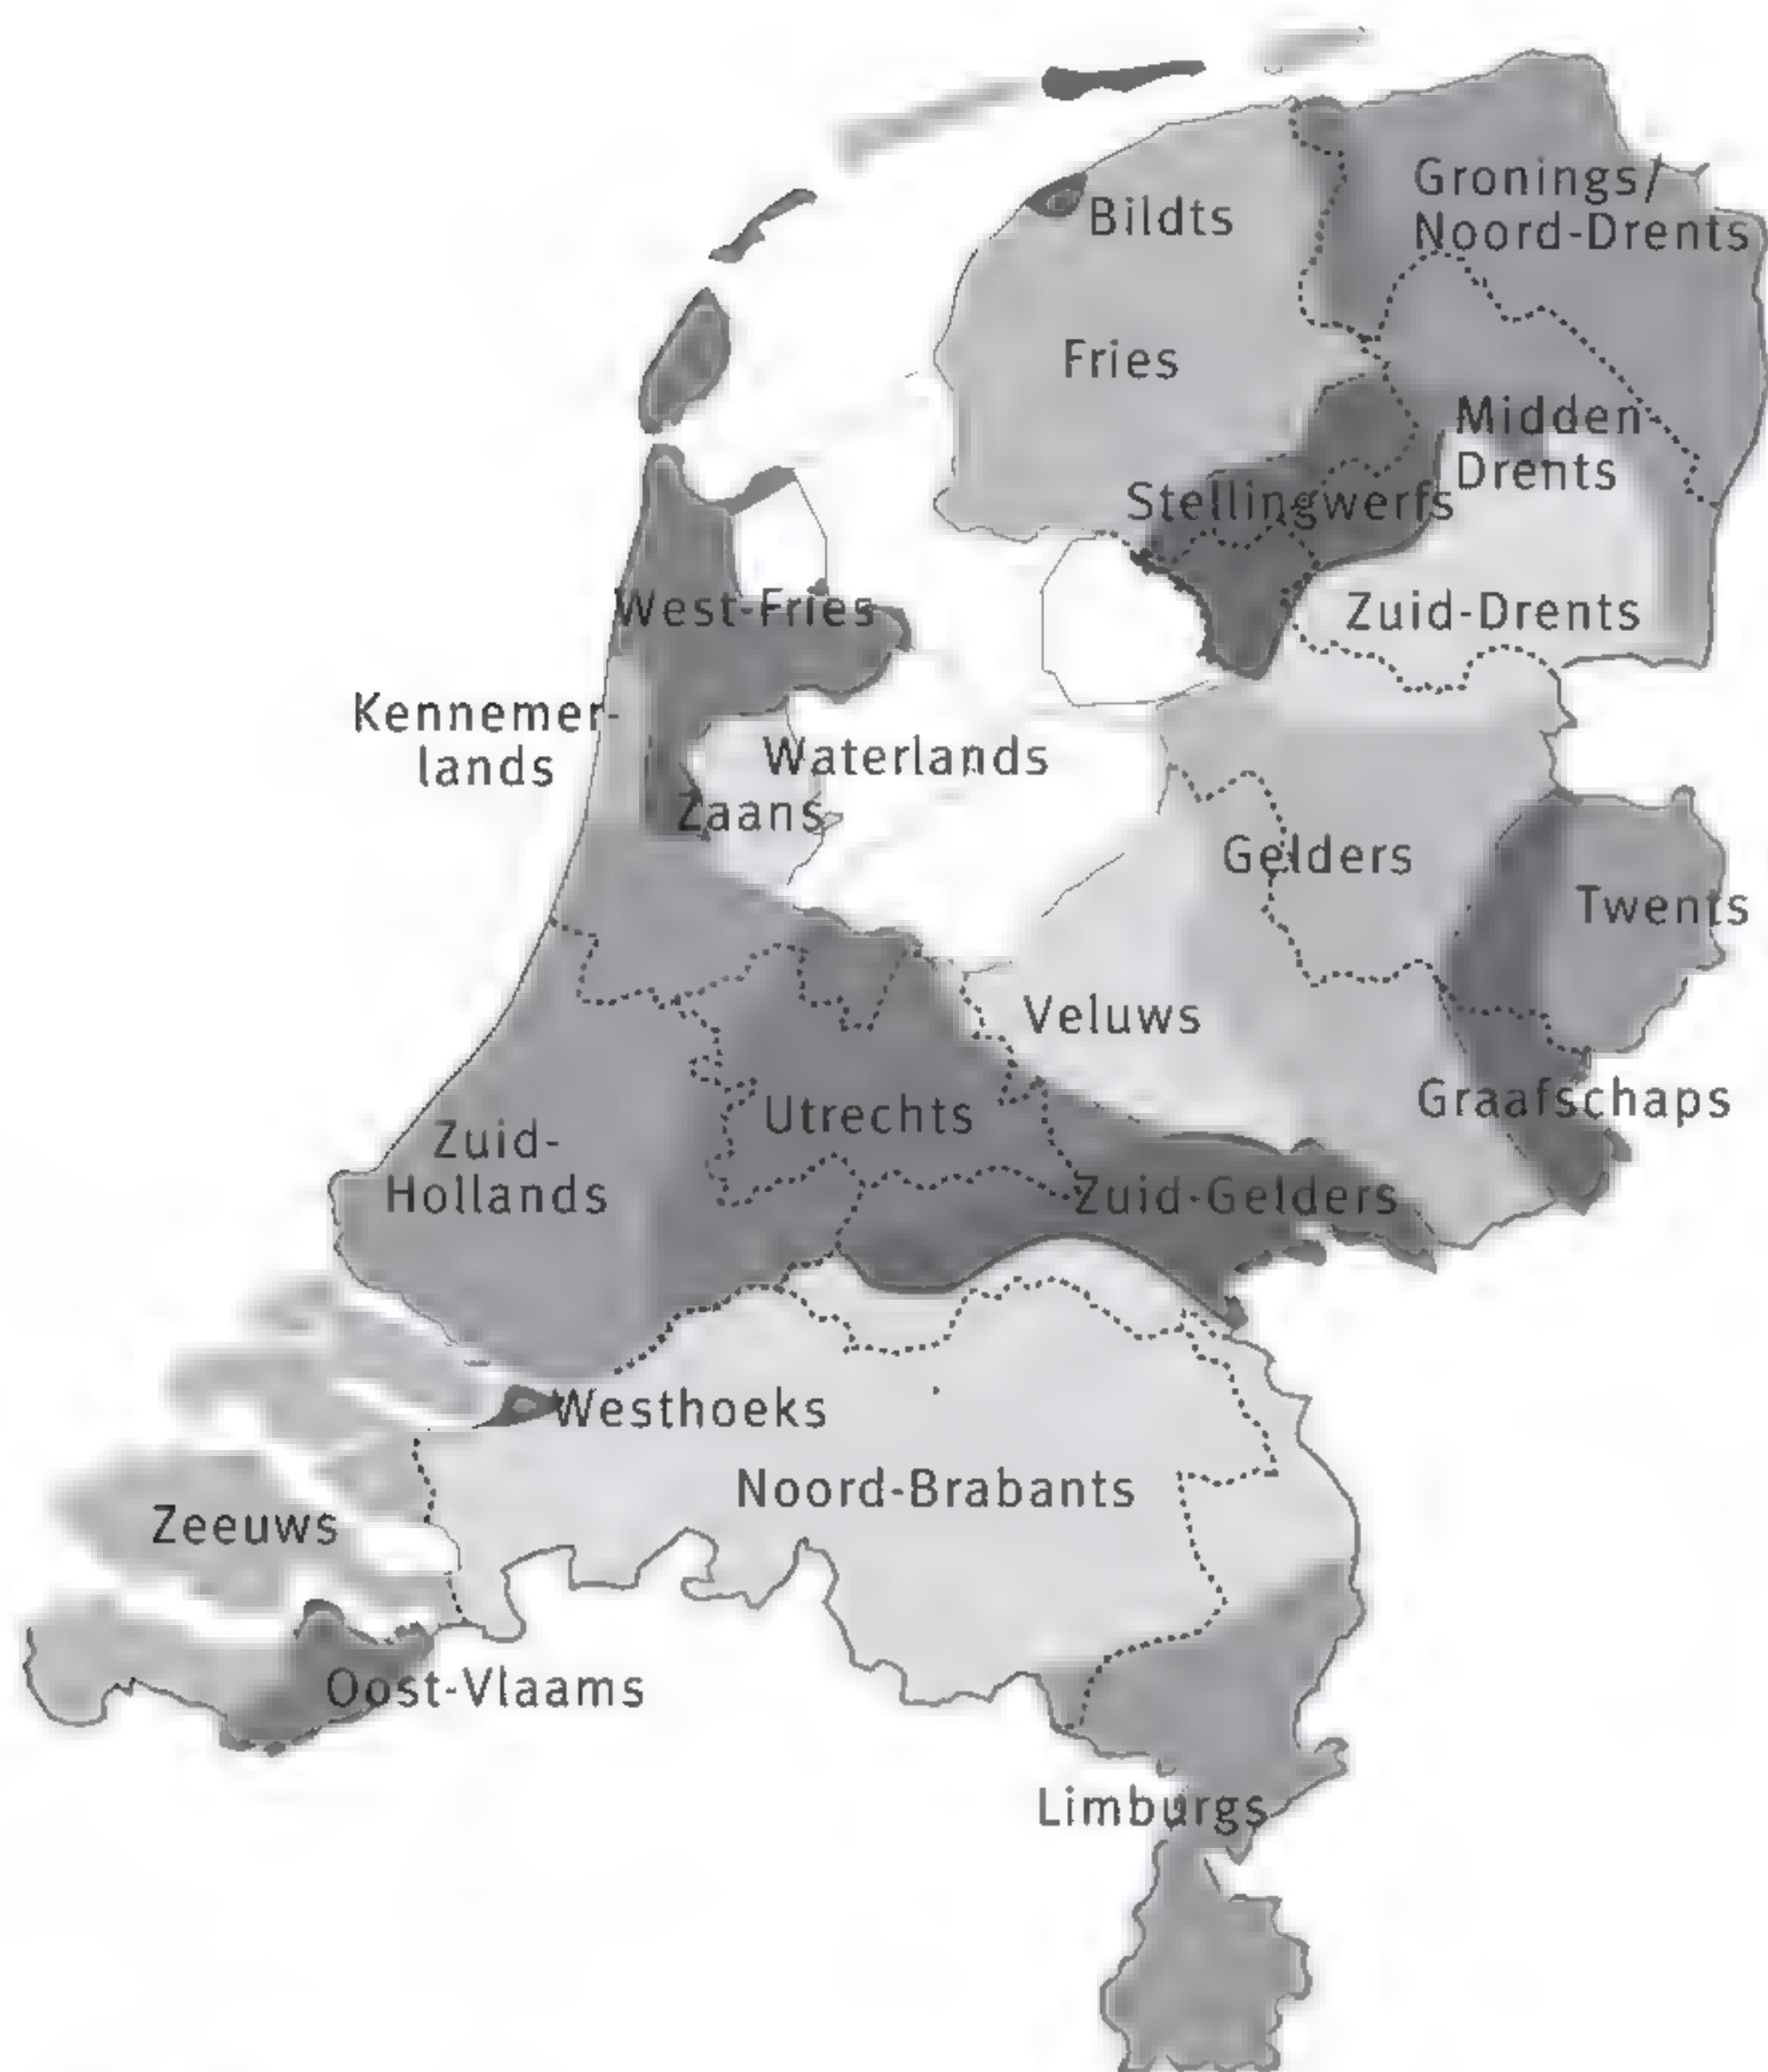 Gronings/
Noord-Drents
Bildts
Fries
Midden
Drents
Stellingwerfs
West-Fries
Zuid-Drents
Kennemer-
lands
Waterlands
Zaans
Gelders
Twents
Veluws
Graafschaps
Utrechts
Zuid-
Hollands
Zuid-Gelders
Westhoeks
Noord-Brabants
Zeeuws
Oost-Vlaams
Limburgs